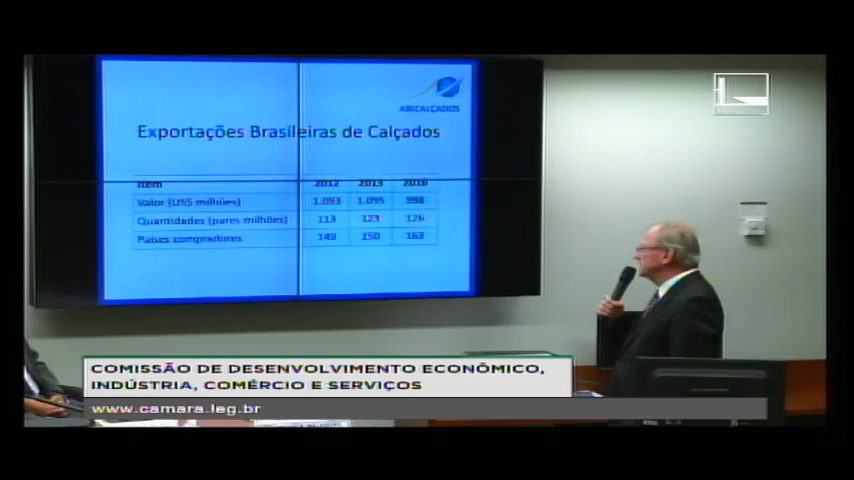 ABICALÇADOS
Exportações Brasileiras de Calçados
Item 2012 2013 2016
Valor (US$ milhões) 1.093 1.095 998
Quantidades (pares milhões) 113 123 126
Países compradores 149 150 163
COMISSÃO DE DESENVOLVIMENTO ECONÔMICO,
INDÚSTRIA, COMÉRCIO E SERVIÇOS
www.camara.leg.br